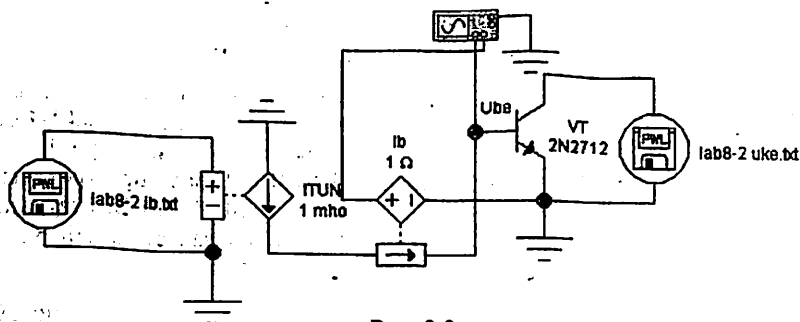 Ube
Ib
1 Ω
VT
2N2712
PWL
lab8-2 uke.txt
PWL
lab8-2 ib.txt
ITUN
1 mho